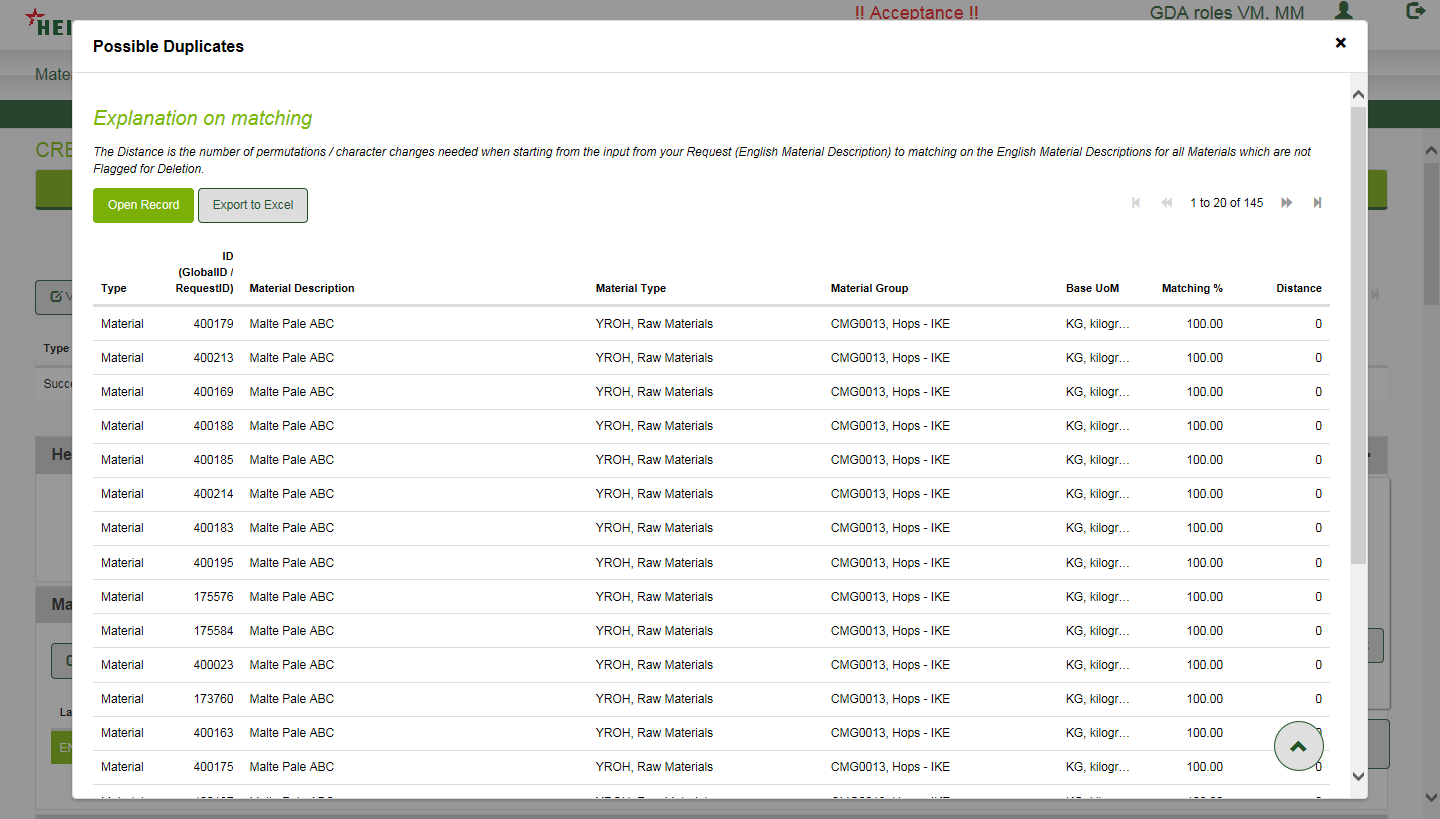 HEI
!! Acceptance !!
GDA roles VM, MM
Mate
CRE
Type
Succe
He
Ma
La
EN
Possible Duplicates
Explanation on matching
The Distance is the number of permutations / character changes needed when starting from the input from your Request (English Material Description) to matching on the English Material Descriptions for all Materials which are not
Flagged for Deletion.
Open Record Export to Excel 1 to 20 of 145
Type ID (GlobalID / RequestID) Material Description Material Type Material Group Base UoM Matching % Distance
Material 400179 Malte Pale ABC YROH, Raw Materials CMG0013, Hops - IKE KG, kilogr... 100.00 0
Material 400213 Malte Pale ABC YROH, Raw Materials CMG0013, Hops - IKE KG, kilogr... 100.00 0
Material 400169 Malte Pale ABC YROH, Raw Materials CMG0013, Hops - IKE KG, kilogr... 100.00 0
Material 400188 Malte Pale ABC YROH, Raw Materials CMG0013, Hops - IKE KG, kilogr... 100.00 0
Material 400185 Malte Pale ABC YROH, Raw Materials CMG0013, Hops - IKE KG, kilogr... 100.00 0
Material 400214 Malte Pale ABC YROH, Raw Materials CMG0013, Hops - IKE KG, kilogr... 100.00 0
Material 400183 Malte Pale ABC YROH, Raw Materials CMG0013, Hops - IKE KG, kilogr... 100.00 0
Material 400195 Malte Pale ABC YROH, Raw Materials CMG0013, Hops - IKE KG, kilogr... 100.00 0
Material 175576 Malte Pale ABC YROH, Raw Materials CMG0013, Hops - IKE KG, kilogr... 100.00 0
Material 175584 Malte Pale ABC YROH, Raw Materials CMG0013, Hops - IKE KG, kilogr... 100.00 0
Material 400023 Malte Pale ABC YROH, Raw Materials CMG0013, Hops - IKE KG, kilogr... 100.00 0
Material 173760 Malte Pale ABC YROH, Raw Materials CMG0013, Hops - IKE KG, kilogr... 100.00 0
Material 400163 Malte Pale ABC YROH, Raw Materials CMG0013, Hops - IKE KG, kilogr... 100.00
Material 400175 Malte Pale ABC YROH, Raw Materials CMG0013, Hops - IKE KG, kilogr... 100.00 0